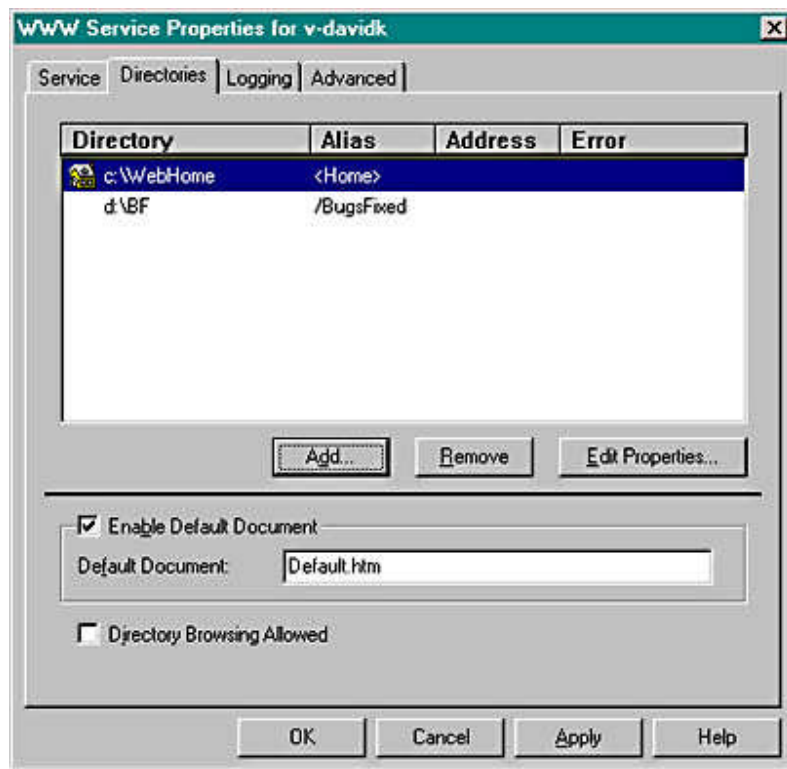 WWW Service Properties for v-davidk
Service Directories Logging Advanced
Directory Alias Address Error
c:\WebHome <Home>
d:\BF /BugsFixed
Add... Remove Edit Properties...
Enable Default Document
Default Document: Default.htm
Directory Browsing Allowed
OK Cancel Apply Help